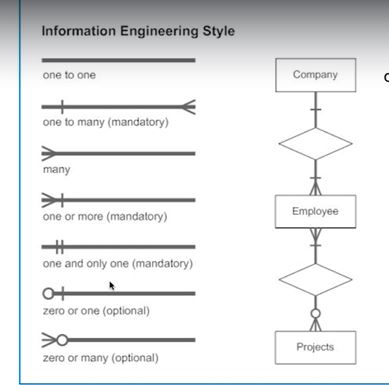 Information Engineering Style
one to one
one to many (mandatory)
many
one or more (mandatory)
one and only one (mandatory)
zero or one (optional)
zero or many (optional)
Company
Employee
Projects